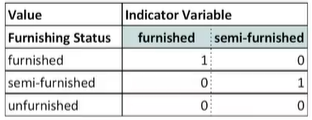 Value Indicator Variable
Furnishing Status furnished semi-furnished
furnished 1 0
semi-furnished 0 1
unfurnished 0 0